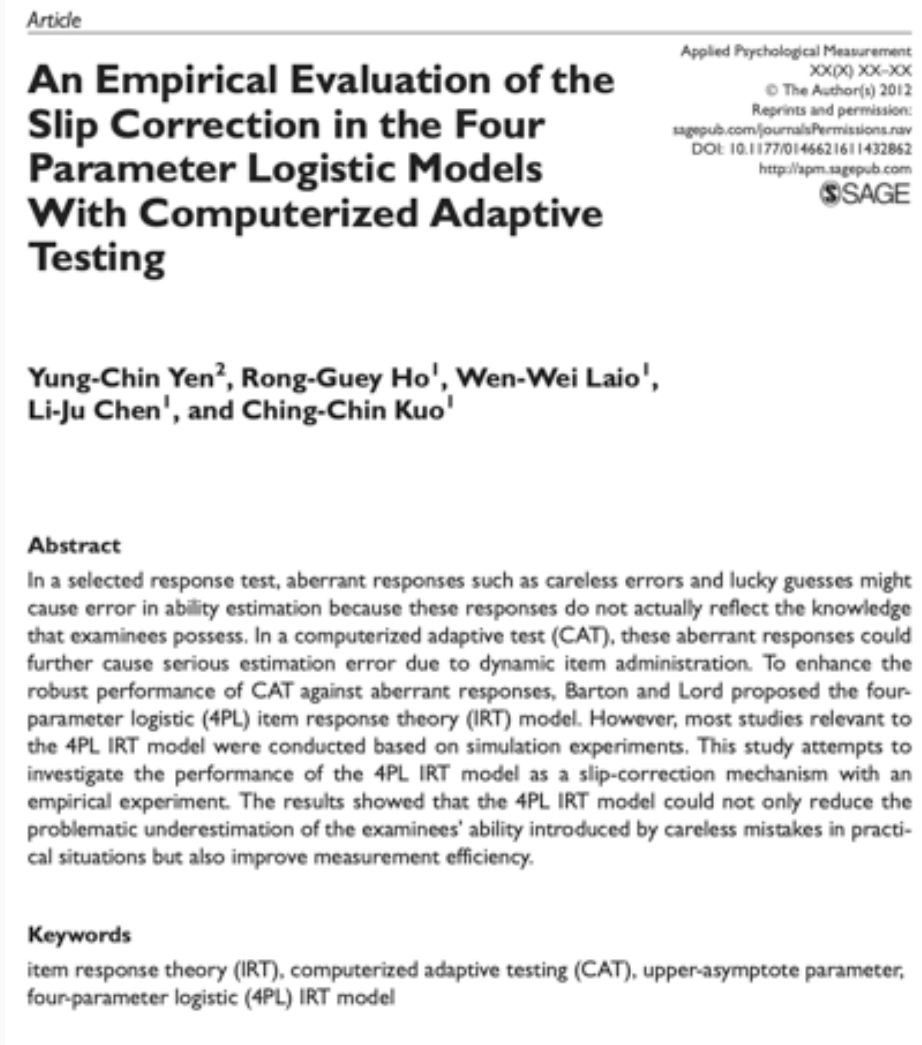 Article
An Empirical Evaluation of the
Slip Correction in the Four
Parameter Logistic Models
With Computerized Adaptive
Testing
Applied Psychological Measurement
XX(X) XX–XX
© The Author(s) 2012
Reprints and permission:
sagepub.com/journalsPermissions.nav
DOI: 10.1177/0146621611432862
http://apm.sagepub.com
SAGE
Yung-Chin Yen², Rong-Guey Ho¹, Wen-Wei Laio¹,
Li-Ju Chen¹, and Ching-Chin Kuo¹
Abstract
In a selected response test, aberrant responses such as careless errors and lucky guesses might
cause error in ability estimation because these responses do not actually reflect the knowledge
that examinees possess. In a computerized adaptive test (CAT), these aberrant responses could
further cause serious estimation error due to dynamic item administration. To enhance the
robust performance of CAT against aberrant responses, Barton and Lord proposed the four-
parameter logistic (4PL) item response theory (IRT) model. However, most studies relevant to
the 4PL IRT model were conducted based on simulation experiments. This study attempts to
investigate the performance of the 4PL IRT model as a slip-correction mechanism with an
empirical experiment. The results showed that the 4PL IRT model could not only reduce the
problematic underestimation of the examinees' ability introduced by careless mistakes in practi-
cal situations but also improve measurement efficiency.
Keywords
item response theory (IRT), computerized adaptive testing (CAT), upper-asymptote parameter,
four-parameter logistic (4PL) IRT model